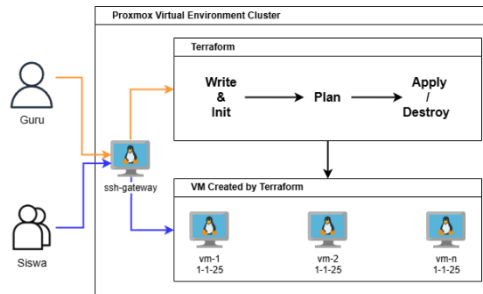 Proxmox Virtual Environment Cluster
Terraform
Write
&
Init
Plan
Apply
/
Destroy
Guru
ssh-gateway
VM Created by Terraform
Siswa
vm-1
1-1-25
vm-2
1-1-25
vm-n
1-1-25